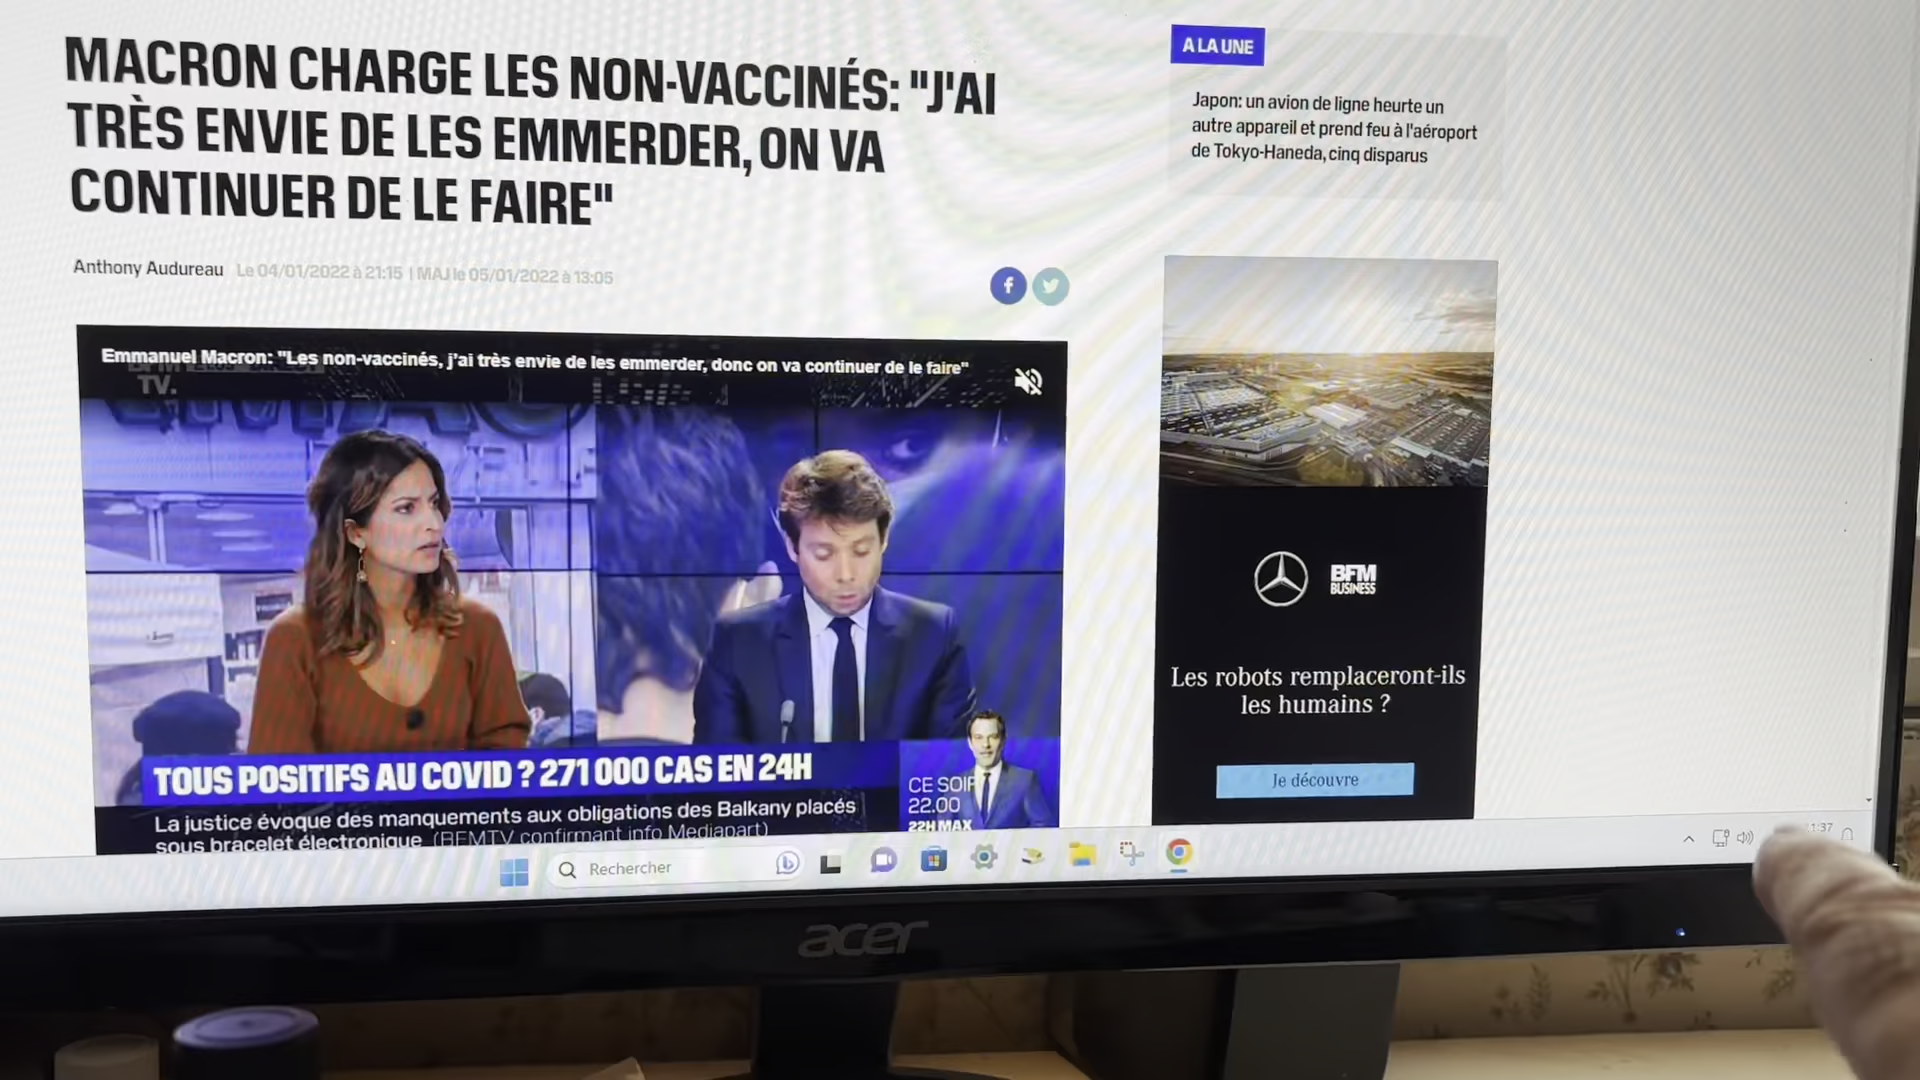 MACRON CHARGE LES NON-VACCINÉS: "J'AI
TRÈS ENVIE DE LES EMMERDER, ON VA
CONTINUER DE LE FAIRE"
Anthony Audureau Le 04/01/2022 à 21:15 | MAJ le 05/01/2022 à 13:05
f
Emmanuel Macron: "Les non-vaccinés, j'ai très envie de les emmerder, donc on va continuer de le faire"
BFM
TV.
TOUS POSITIFS AU COVID ? 271 000 CAS EN 24H
La justice évoque des manquements aux obligations des Balkany placés
sous bracelet électronique (BFMTV confirmant info Mediapart)
CE SOIR
22.00
22H MAX
A LA UNE
Japon: un avion de ligne heurte un
autre appareil et prend feu à l'aéroport
de Tokyo-Haneda, cinq disparus
BFM
BUSINESS
Les robots remplaceront-ils
les humains ?
Je découvre
Rechercher
b
acer